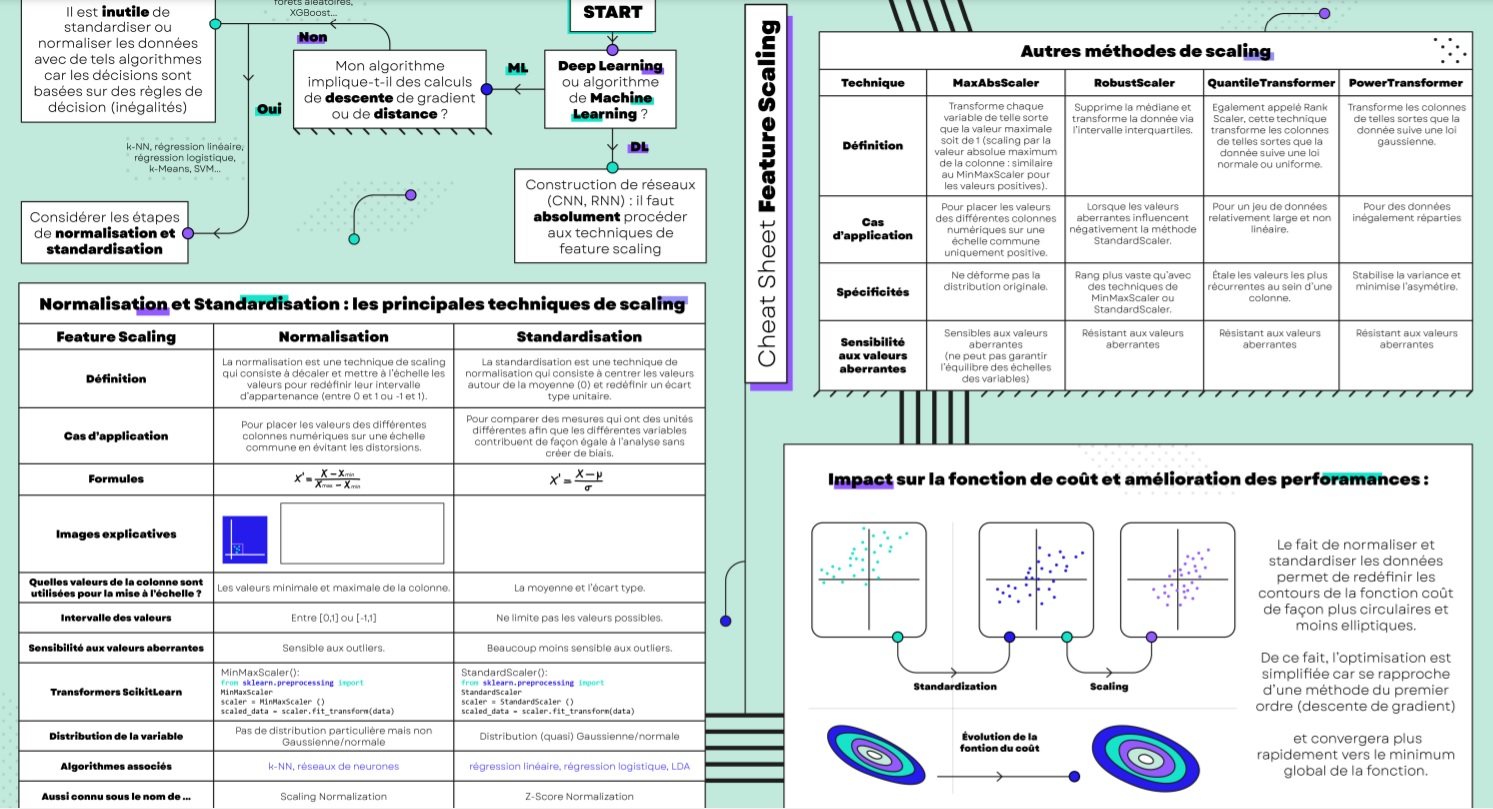 Il est inutile de
standardiser ou
normaliser les données
avec de tels algorithmes
car les décisions sont
basées sur des règles de
décision (inégalités)
forêts aléatoires,
XGBoost...
Non
Oui
k-NN, régression linéaire,
régression logistique,
k-Means, SVM...
Considérer les étapes
de normalisation et
standardisation
Mon algorithme
implique-t-il des calculs
de descente de gradient
ou de distance ?
ML
START
Deep Learning
ou algorithme
de Machine
Learning ?
DL
Construction de réseaux
(CNN, RNN) : il faut
absolument procéder
aux techniques de
feature scaling
Normalisation et Standardisation : les principales techniques de scaling
Feature Scaling Normalisation Standardisation
Définition
La normalisation est une technique de scaling
qui consiste à décaler et mettre à l'échelle les
valeurs pour redéfinir leur intervalle
d'appartenance (entre 0 et 1 ou -1 et 1).
La standardisation est une technique de
normalisation qui consiste à centrer les valeurs
autour de la moyenne (0) et redéfinir un écart
type unitaire.
Cas d'application
Pour placer les valeurs des différentes
colonnes numériques sur une échelle
commune en évitant les distorsions.
Pour comparer des mesures qui ont des unités
différentes afin que les différentes variables
contribuent de façon égale à l'analyse sans
créer de biais.
Formules
X' = X - Xmin / Xmax - Xmin
X' = X - μ / σ
Images explicatives
Quelles valeurs de la colonne sont
utilisées pour la mise à l'échelle ?
Les valeurs minimale et maximale de la colonne.
La moyenne et l'écart type.
Intervalle des valeurs
Entre [0,1] ou [-1,1]
Ne limite pas les valeurs possibles.
Sensibilité aux valeurs aberrantes
Sensible aux outliers.
Beaucoup moins sensible aux outliers.
Transformers ScikitLearn
MinMaxScaler():
from sklearn.preprocessing import
MinMaxScaler
scaler = MinMaxScaler ()
scaled_data = scaler.fit_transform(data)
StandardScaler():
from sklearn.preprocessing import
StandardScaler
scaler = StandardScaler ()
scaled_data = scaler.fit_transform(data)
Distribution de la variable
Pas de distribution particulière mais non
Gaussienne/normale
Distribution (quasi) Gaussienne/normale
Algorithmes associés
k-NN, réseaux de neurones
régression linéaire, régression logistique, LDA
Aussi connu sous le nom de ...
Scaling Normalization
Z-Score Normalization
Cheat Sheet Feature Scaling
Autres méthodes de scaling
Technique MaxAbsScaler RobustScaler QuantileTransformer PowerTransformer
Définition
Transforme chaque
variable de telle sorte
que la valeur maximale
soit de 1 (scaling par la
valeur absolue maximum
de la colonne : similaire
au MinMaxScaler pour
les valeurs positives).
Supprime la médiane et
transforme la donnée via
l'intervalle interquartiles.
Egalement appelé Rank
Scaler, cette technique
transforme les colonnes
de telles sortes que la
donnée suive une loi
normale ou uniforme.
Transforme les colonnes
de telles sortes que la
donnée suive une loi
gaussienne.
Cas
d'application
Pour placer les valeurs
des différentes colonnes
numériques sur une
échelle commune
uniquement positive.
Lorsque les valeurs
aberrantes influencent
négativement la méthode
StandardScaler.
Pour un jeu de données
relativement large et non
linéaire.
Pour des données
inégalement réparties
Spécificités
Ne déforme pas la
distribution originale.
Rang plus vaste qu'avec
des techniques de
MinMaxScaler ou
StandardScaler.
Étale les valeurs les plus
récurrentes au sein d'une
colonne.
Stabilise la variance et
minimise l'asymétire.
Sensibilité
aux valeurs
aberrantes
Sensibles aux valeurs
aberrantes
(ne peut pas garantir
l'équilibre des échelles
des variables)
Résistant aux valeurs
aberrantes
Résistant aux valeurs
aberrantes
Résistant aux valeurs
aberrantes
Impact sur la fonction de coût et amélioration des perforamances :
Standardization
Scaling
Évolution de la
fontion du coût
Le fait de normaliser et
standardiser les données
permet de redéfinir les
contours de la fonction coût
de façon plus circulaires et
moins elliptiques.
De ce fait, l'optimisation est
simplifiée car se rapproche
d'une méthode du premier
ordre (descente de gradient)
et convergera plus
rapidement vers le minimum
global de la fonction.